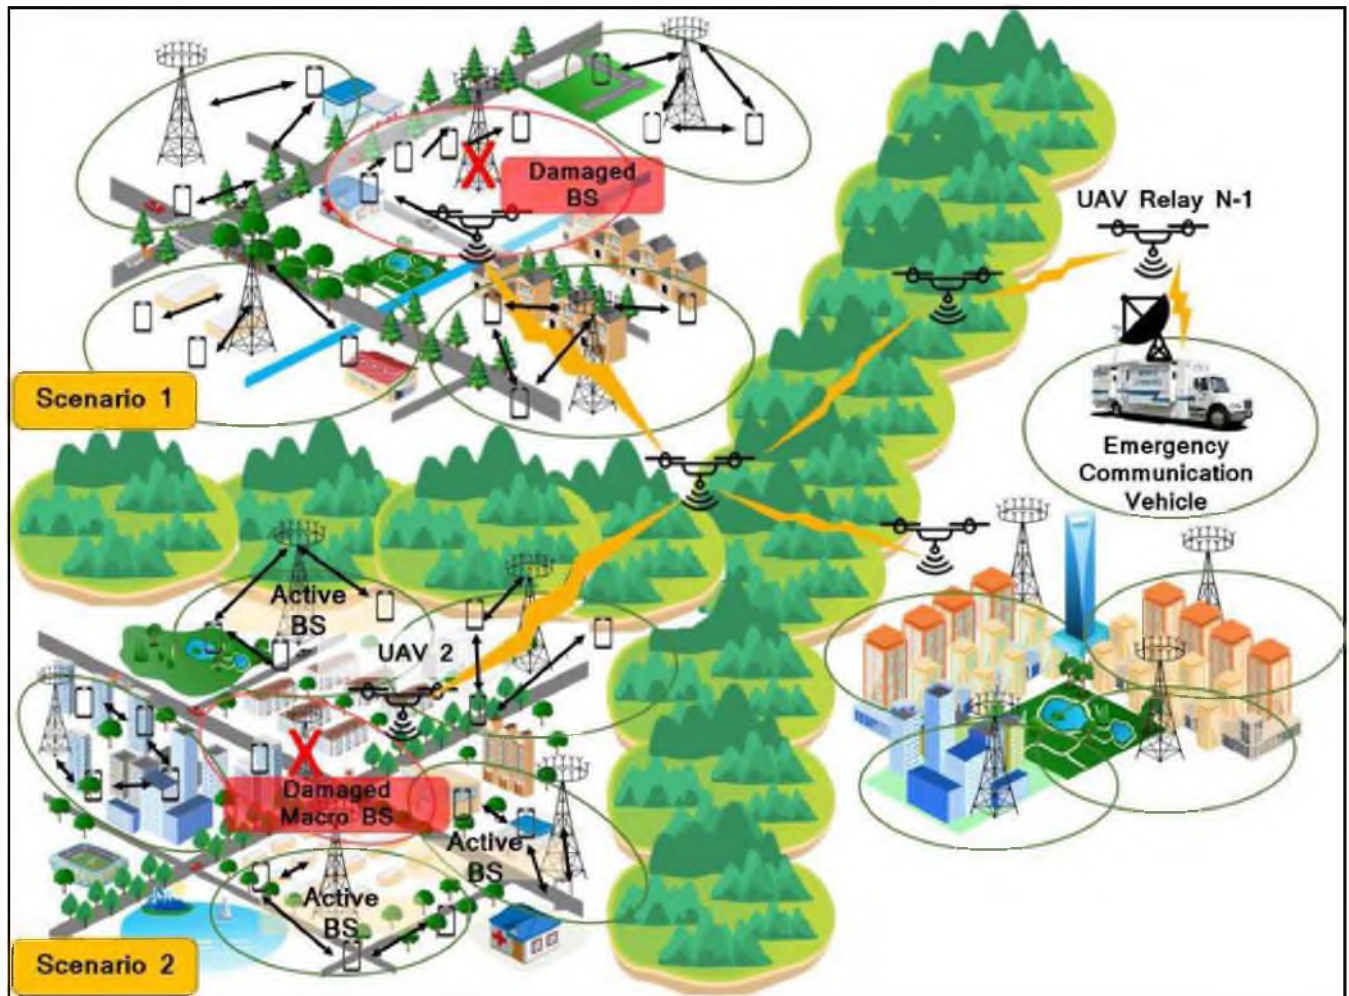 Damaged
BS
UAV Relay N-1
Scenario 1
Emergency
Communication
Vehicle
Active
BS
UAV 2
Damaged
Macro BS
Active
BS
Active
BS
Scenario 2